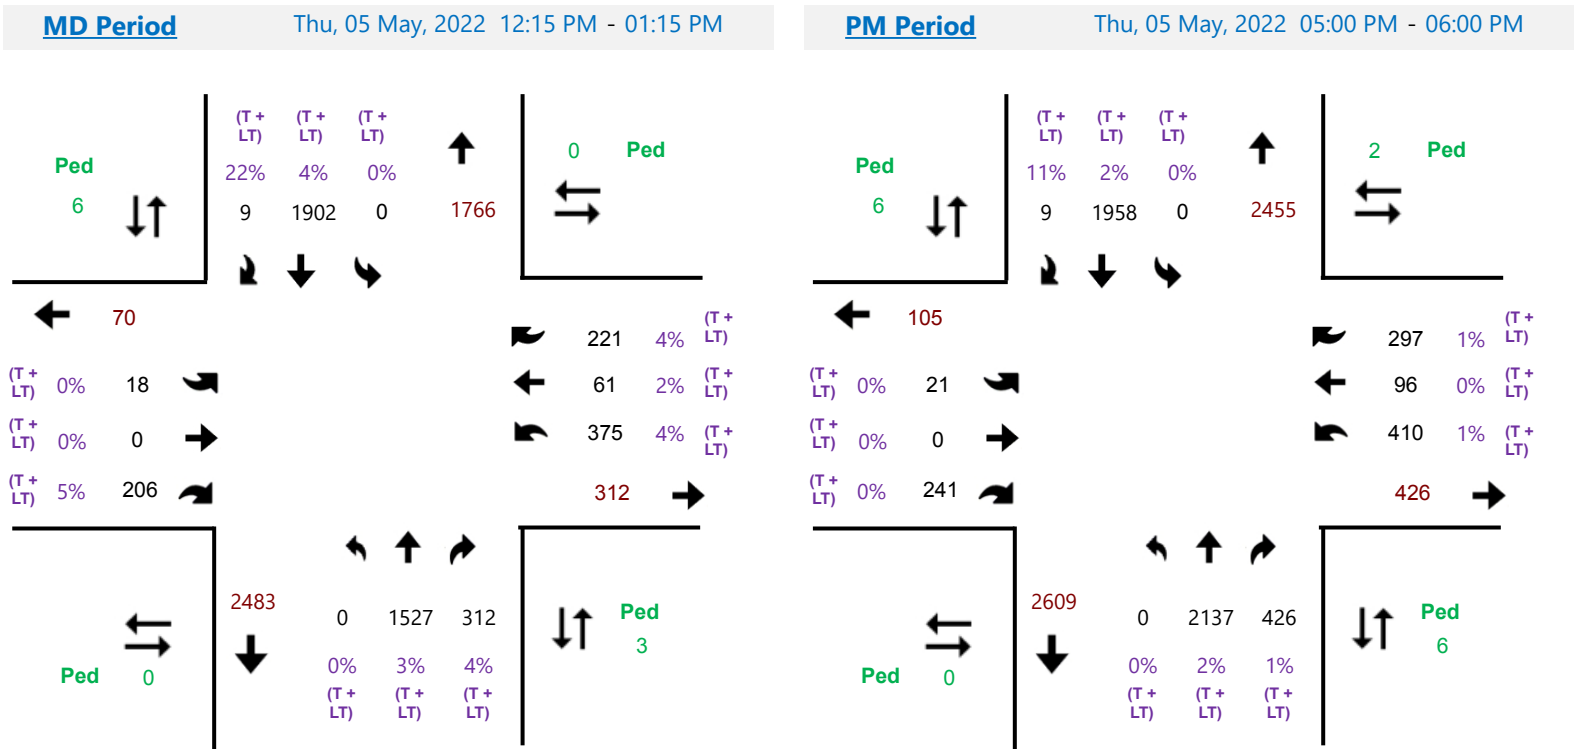 MD Period Thu, 05 May, 2022 12:15 PM - 01:15 PM
(T + (T + (T +
LT) LT) LT)
Ped
6
22% 4% 0%
9 1902 0
1766
0 Ped
70
221 4% (T +
LT)
(T +
LT) 0% 18
61 2% (T +
LT)
(T +
LT) 0% 0
375 4% (T +
LT)
(T +
LT) 5% 206
312
2483
0 1527 312
Ped
3
0% 3% 4%
(T + (T + (T +
LT) LT) LT)
Ped 0
PM Period Thu, 05 May, 2022 05:00 PM - 06:00 PM
(T + (T + (T +
LT) LT) LT)
Ped
6
11% 2% 0%
9 1958 0
2455
2 Ped
105
297 1% (T +
LT)
(T +
LT) 0% 21
96 0% (T +
LT)
(T +
LT) 0% 0
410 1% (T +
LT)
(T +
LT) 0% 241
426
2609
0 2137 426
Ped
6
0% 2% 1%
(T + (T + (T +
LT) LT) LT)
Ped 0